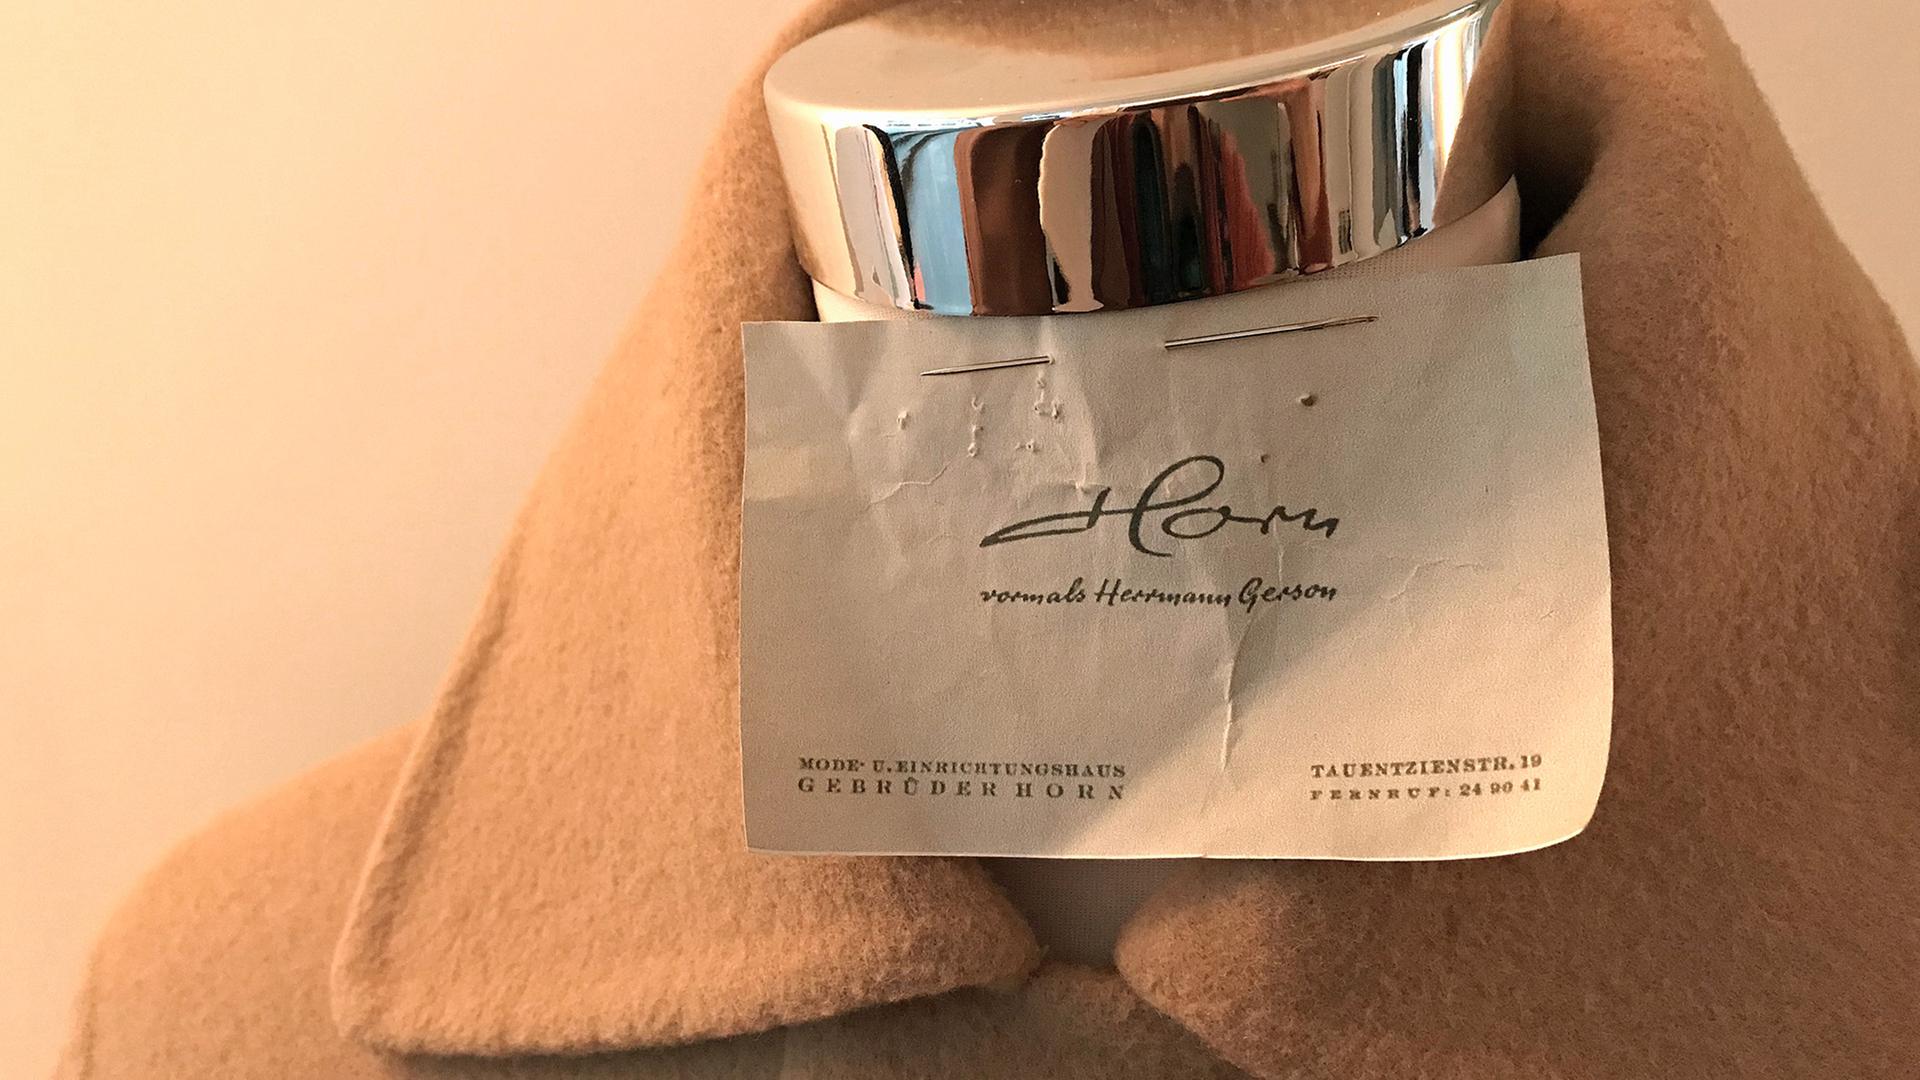 Horn
vormals Herrmann Gerson
MODE- U. EINRICHTUNGSHAUS
GEBRÜDER HORN
TAUENTZIENSTR. 19
FERNRUF: 24 90 41